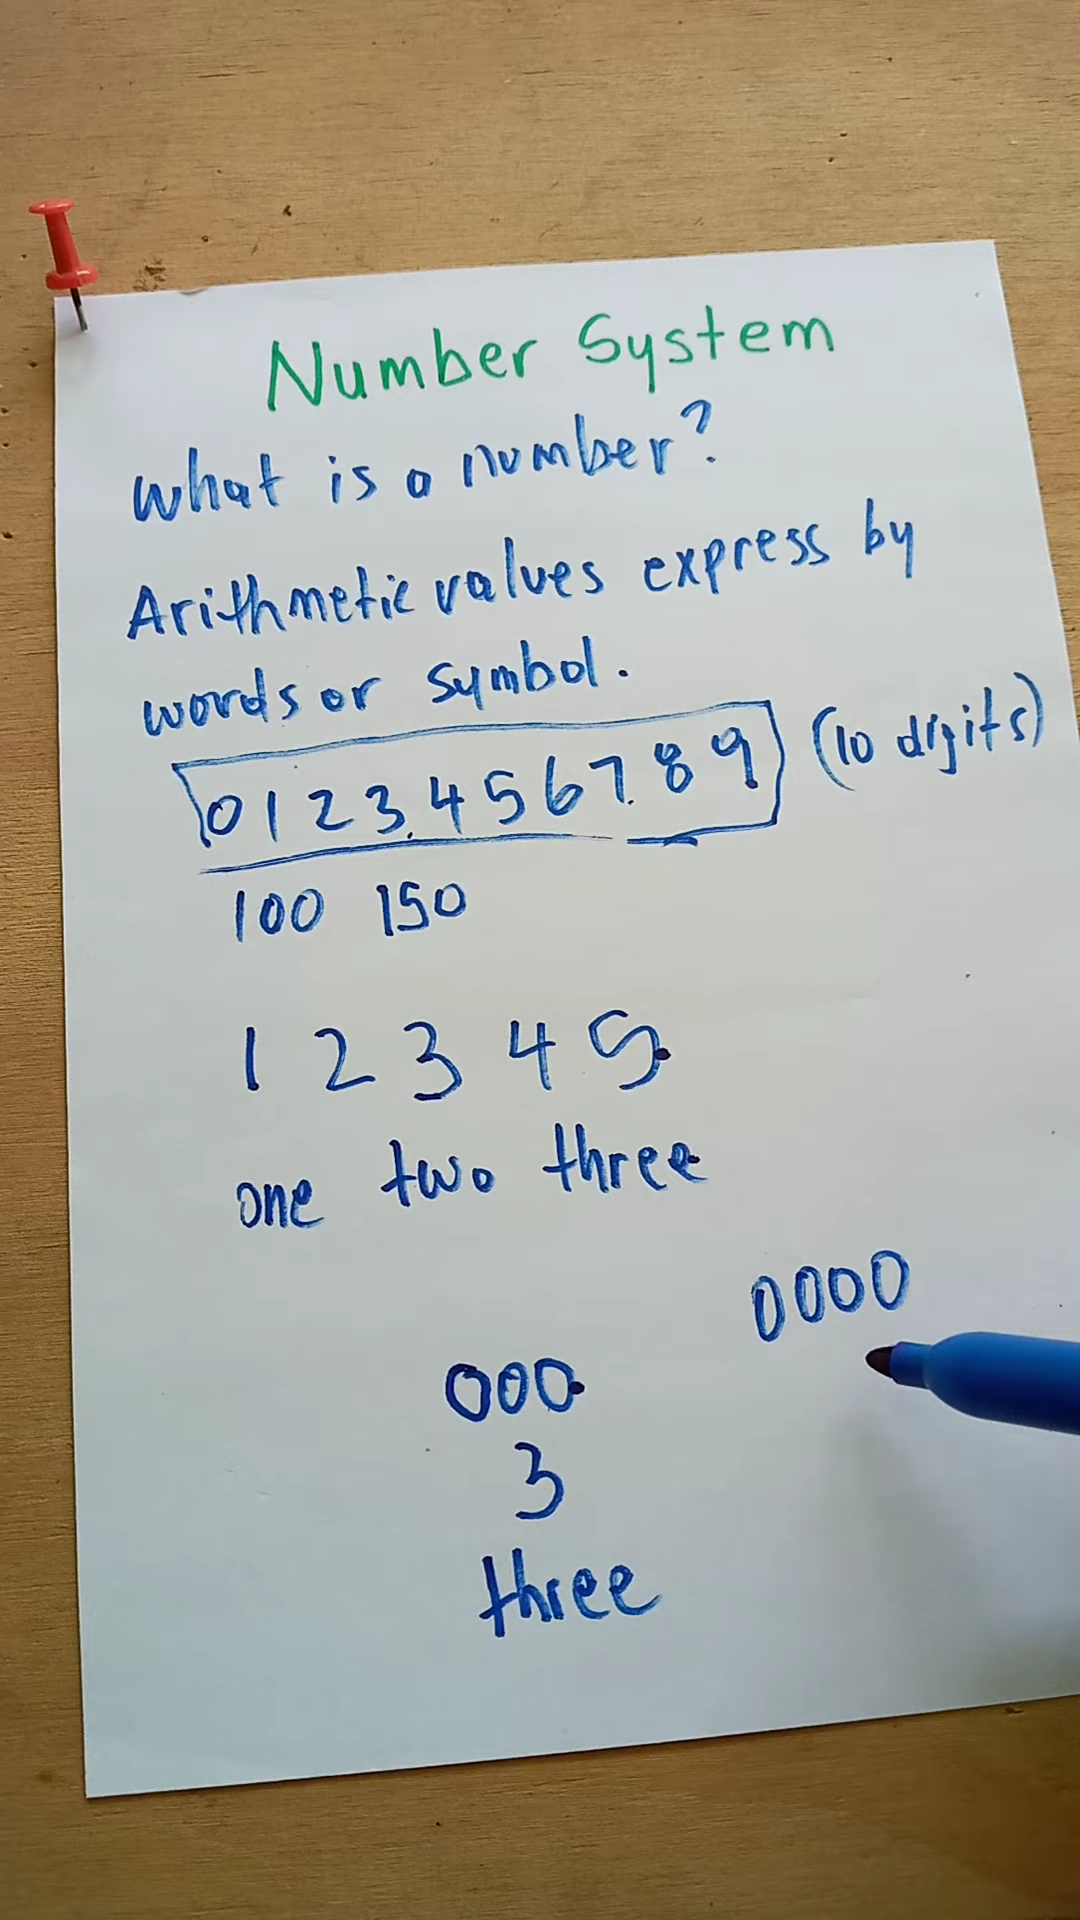 Number System
What is a number?
Arithmetic values express by
words or symbol.
0 1 2 3 4 5 6 7 8 9 (10 digits)
100 150
1 2 3 4 5
one two three
0000
000
3
three